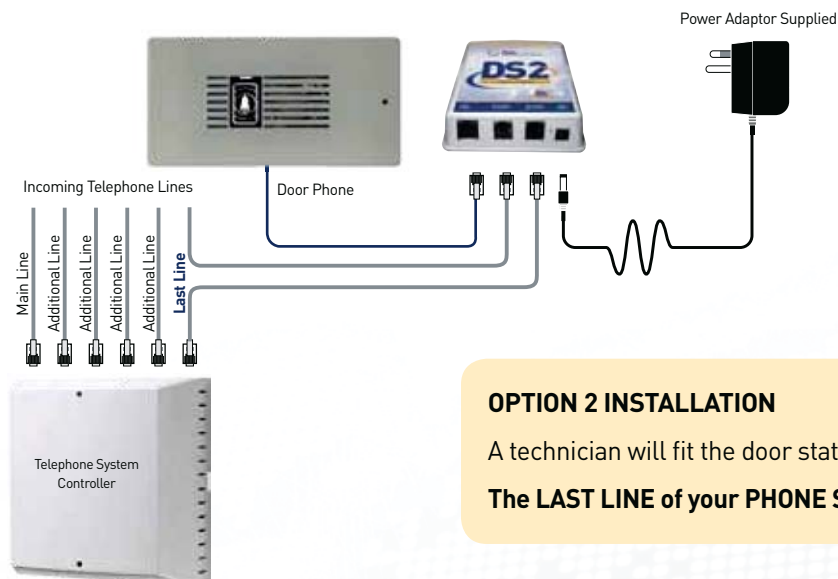 Power Adaptor Supplied
DS2
Incoming Telephone Lines
Door Phone
Main Line
Additional Line
Additional Line
Additional Line
Additional Line
Last Line
Telephone System
Controller
OPTION 2 INSTALLATION
A technician will fit the door stat
The LAST LINE of your PHONE S